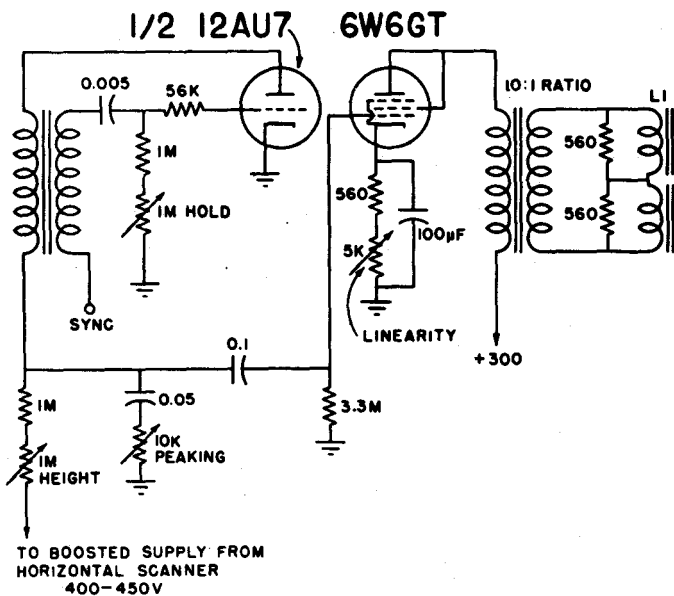 1/2 12AU7
6W6GT
0.005
56K
10:1 RATIO
L1
1M
560
1M HOLD
560
5K
100µF
560
SYNC
LINEARITY
+300
0.1
1M
0.05
3.3M
10K
PEAKING
1M
HEIGHT
TO BOOSTED SUPPLY FROM
HORIZONTAL SCANNER
400-450V